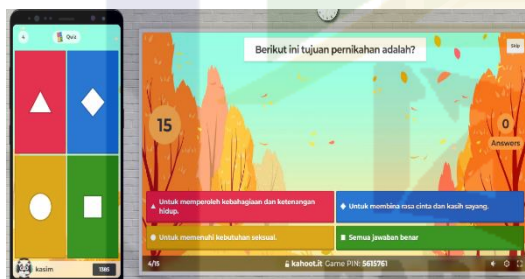 4
Quiz
kasim
1365
Berikut ini tujuan pernikahan adalah?
Skip
15
0
Answers
Untuk memperoleh kebahagiaan dan ketenangan
hidup.
Untuk membina rasa cinta dan kasih sayang.
Untuk memenuhi kebutuhan seksual.
Semua jawaban benar
4/15
kahoot.it Game PIN: 5615761